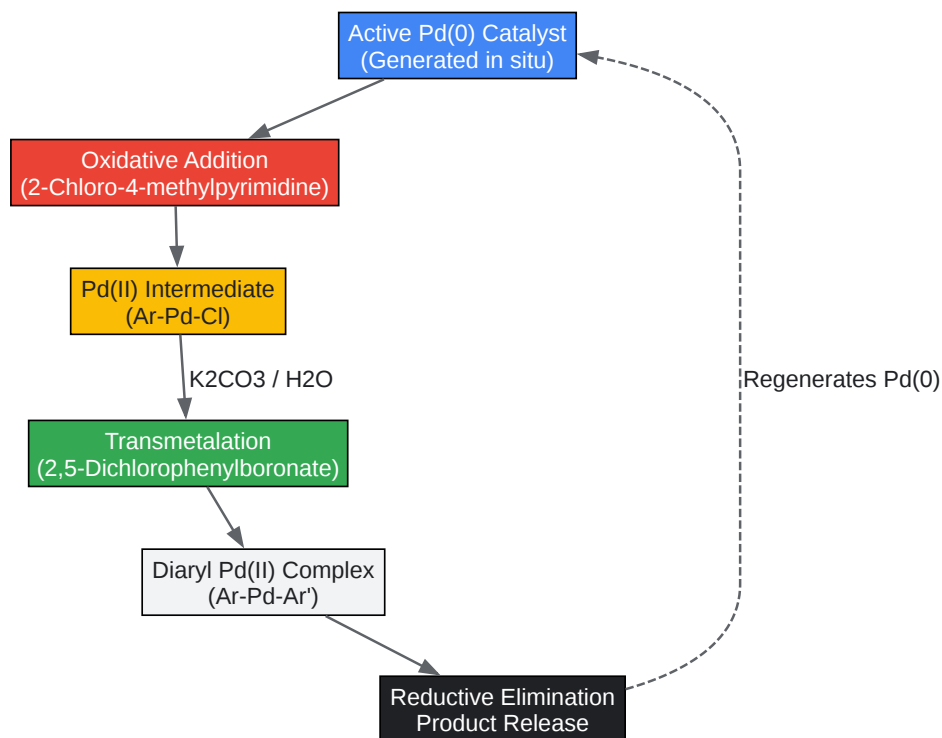 Active Pd(0) Catalyst
(Generated in situ)
Oxidative Addition
(2-Chloro-4-methylpyrimidine)
Pd(II) Intermediate
(Ar-Pd-Cl)
K2CO3 / H2O
Regenerates Pd(0)
Transmetalation
(2,5-Dichlorophenylboronate)
Diaryl Pd(II) Complex
(Ar-Pd-Ar')
Reductive Elimination
Product Release